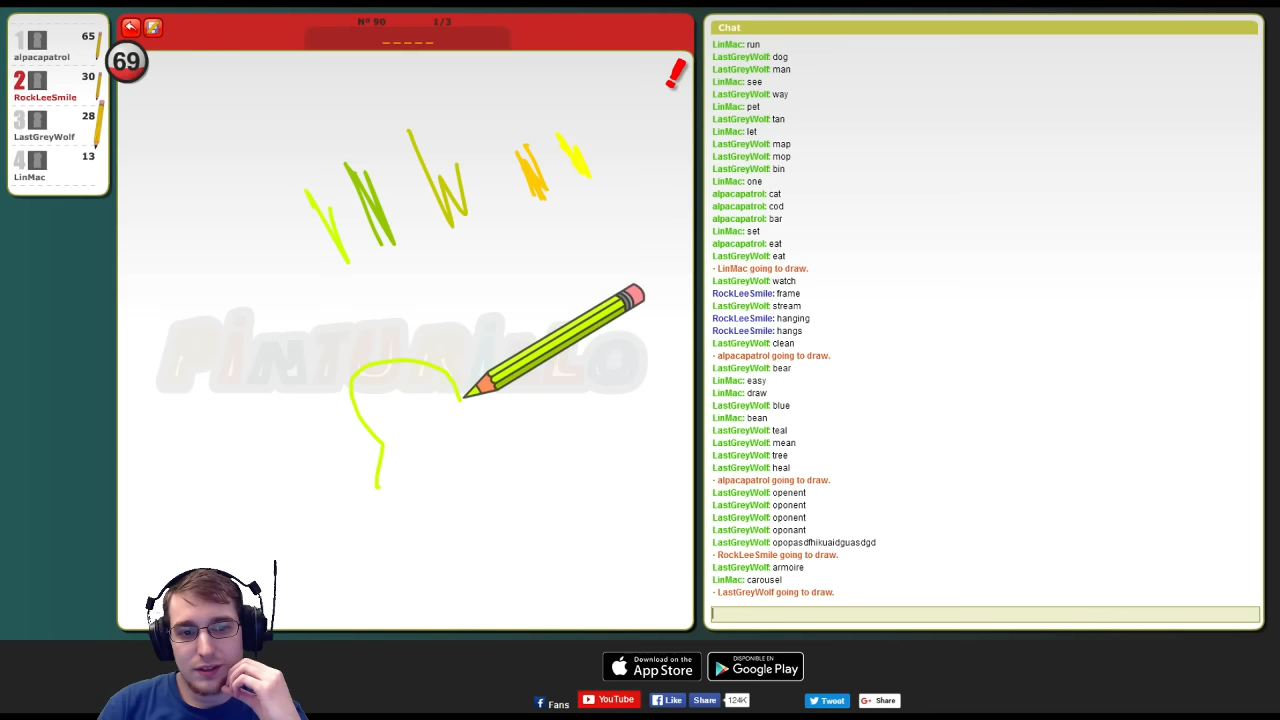 1 65
alpacapatrol
2 30
RockLeeSmile
3 28
LastGreyWolf
4 13
LinMac
69
Nº 90 1/3
_ _ _ _ _
PinTURiLLO
Chat
LinMac: run
LastGreyWolf: dog
LastGreyWolf: man
LinMac: see
LastGreyWolf: way
LinMac: pet
LastGreyWolf: tan
LinMac: let
LastGreyWolf: map
LastGreyWolf: mop
LastGreyWolf: bin
LinMac: one
alpacapatrol: cat
alpacapatrol: cod
alpacapatrol: bar
LinMac: set
alpacapatrol: eat
LastGreyWolf: eat
· LinMac going to draw.
LastGreyWolf: watch
RockLeeSmile: frame
LastGreyWolf: stream
RockLeeSmile: hanging
RockLeeSmile: hangs
LastGreyWolf: clean
· alpacapatrol going to draw.
LastGreyWolf: bear
LinMac: easy
LinMac: draw
LastGreyWolf: blue
LinMac: bean
LastGreyWolf: teal
LastGreyWolf: mean
LastGreyWolf: tree
LastGreyWolf: heal
· alpacapatrol going to draw.
LastGreyWolf: openent
LastGreyWolf: oponent
LastGreyWolf: oponent
LastGreyWolf: oponant
LastGreyWolf: opopasdfhikuaidguasdgd
· RockLeeSmile going to draw.
LastGreyWolf: armoire
LinMac: carousel
· LastGreyWolf going to draw.
Download on the
App Store
DISPONIBLE EN
Google Play
Fans
YouTube
Like
Share
124K
Tweet
G+ Share